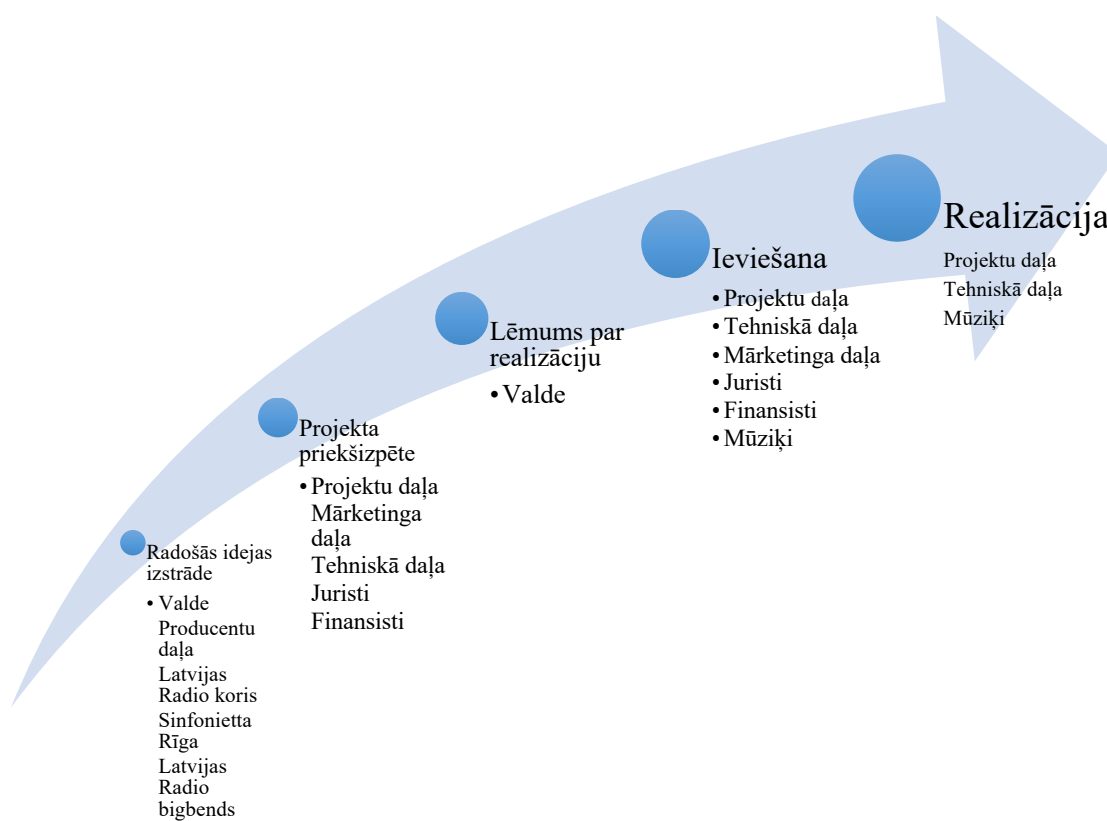 Radošās idejas
izstrāde
• Valde
Producentu
daļa
Latvijas
Radio koris
Sinfonietta
Rīga
Latvijas
Radio
bigbends
Projekta
priekšizpēte
• Projektu daļa
Mārketinga
daļa
Tehniskā daļa
Juristi
Finansisti
Lēmums par
realizāciju
• Valde
Ieviešana
• Projektu daļa
• Tehniskā daļa
• Mārketinga daļa
• Juristi
• Finansisti
• Mūziķi
Realizācija
Projektu daļa
Tehniskā daļa
Mūziķi